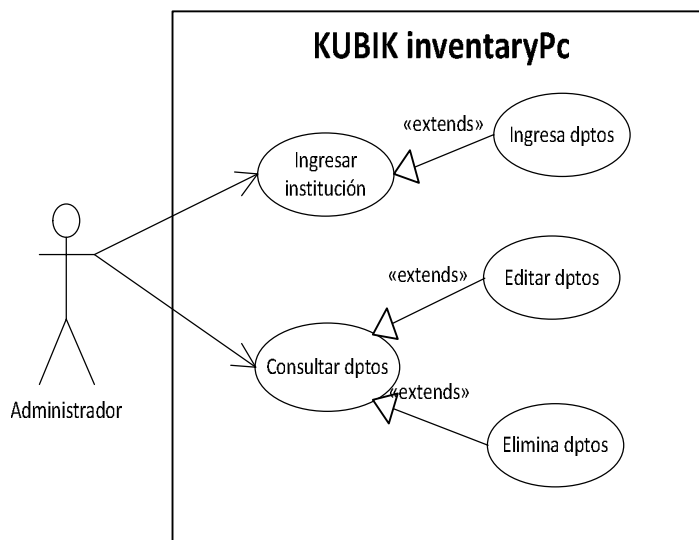 KUBIK inventaryPc
«extends»
Ingresa dptos
Ingresar
institución
«extends»
Editar dptos
Consultar dptos
«extends»
Administrador
Elimina dptos